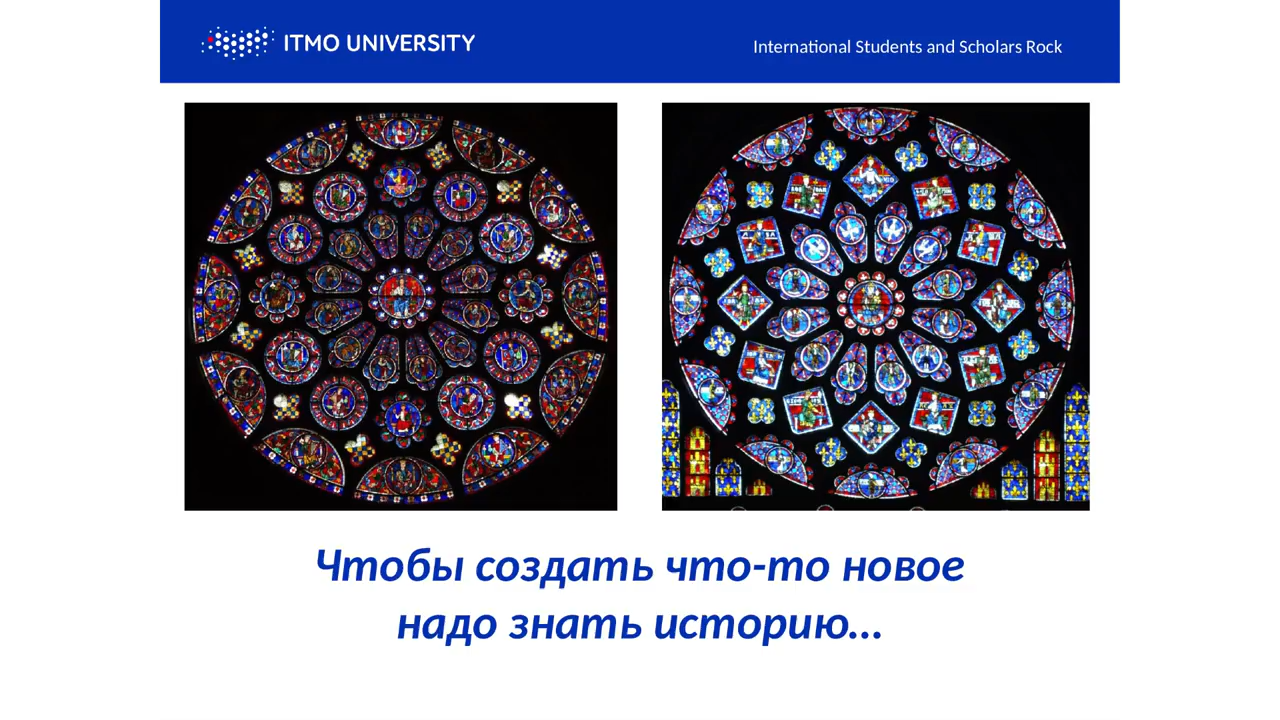 ITMO UNIVERSITY
International Students and Scholars Rock
Чтобы создать что-то новое
надо знать историю...